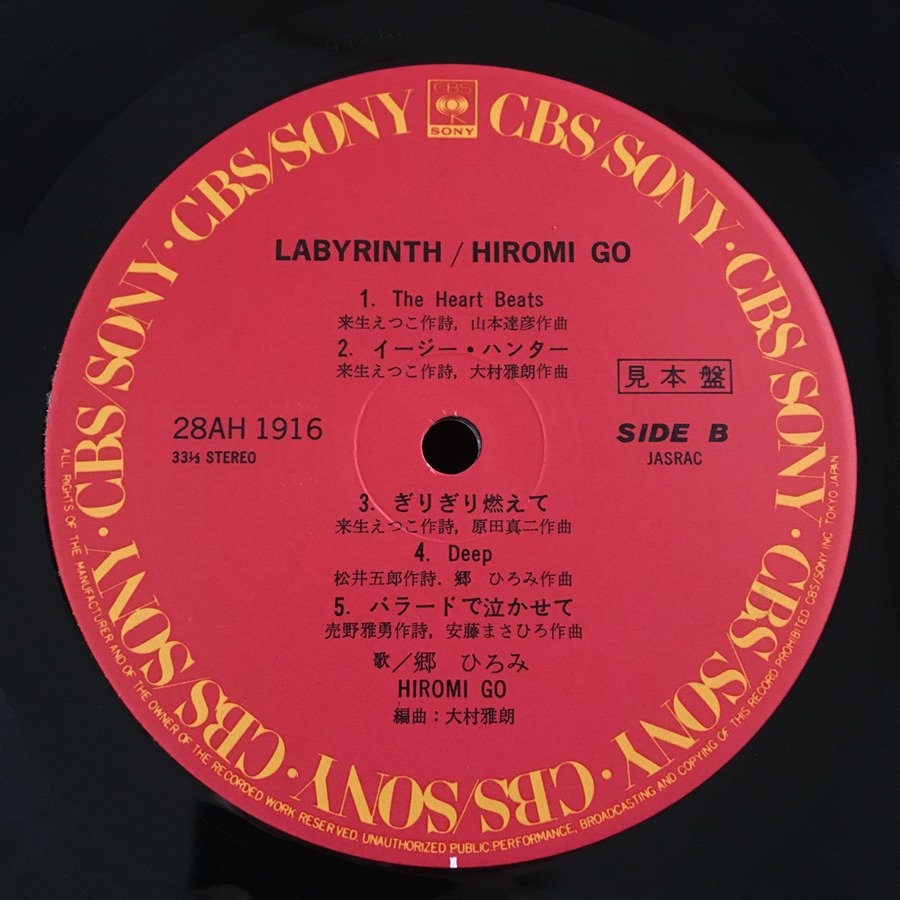 CBS
SONY
CBS/SONY · CBS/SONY · CBS/SONY · CBS/SONY · CBS/SONY · CBS/SONY · CBS/SONY · CBS/SONY
LABYRINTH / HIROMI GO
1. The Heart Beats
来生えつこ作詩, 山本達彦作曲
2. イージー・ハンター
来生えつこ作詩, 大村雅朗作曲
見本盤
28AH 1916
33⅓ STEREO
SIDE B
JASRAC
3. ぎりぎり燃えて
来生えつこ作詩, 原田真二作曲
4. Deep
松井五郎作詩. 郷 ひろみ作曲
5. バラードで泣かせて
売野雅勇作詩, 安藤まさひろ作曲
歌／郷 ひろみ
HIROMI GO
編曲：大村雅朗
ALL RIGHTS OF THE MANUFACTURER AND OF THE OWNER OF THE RECORDED WORK RESERVED. UNAUTHORIZED PUBLIC.PERFORMANCE, BROADCASTING AND COPYING OF THIS RECORD PROHIBITED CBS/SONY INC. TOKYO JAPAN